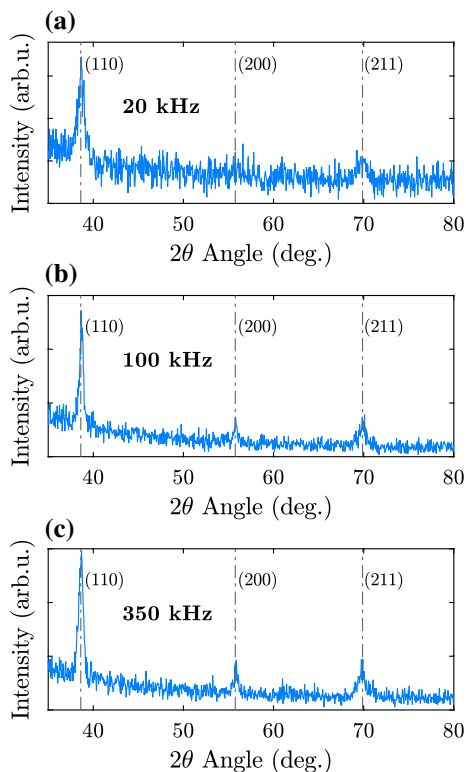 (a)
(110) (200) (211)
20 kHz
Intensity (arb.u.)
40 50 60 70 80
2θ Angle (deg.)
(b)
(110) (200) (211)
100 kHz
Intensity (arb.u.)
40 50 60 70 80
2θ Angle (deg.)
(c)
(110) (200) (211)
350 kHz
Intensity (arb.u.)
40 50 60 70 80
2θ Angle (deg.)